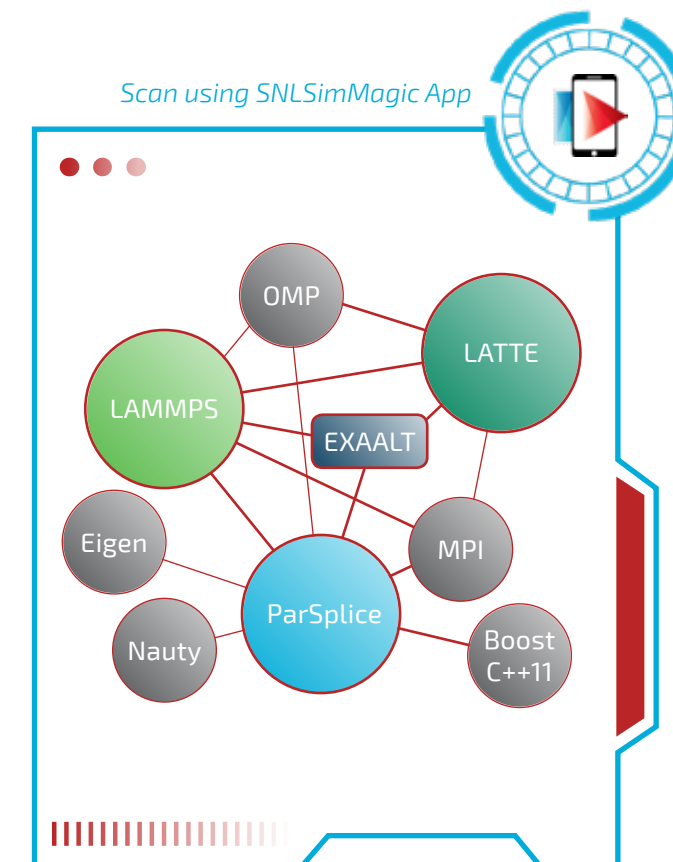 Scan using SNLSimMagic App
OMP
LATTE
LAMMPS
EXAALT
Eigen
MPI
ParSplice
Nauty
Boost
C++11